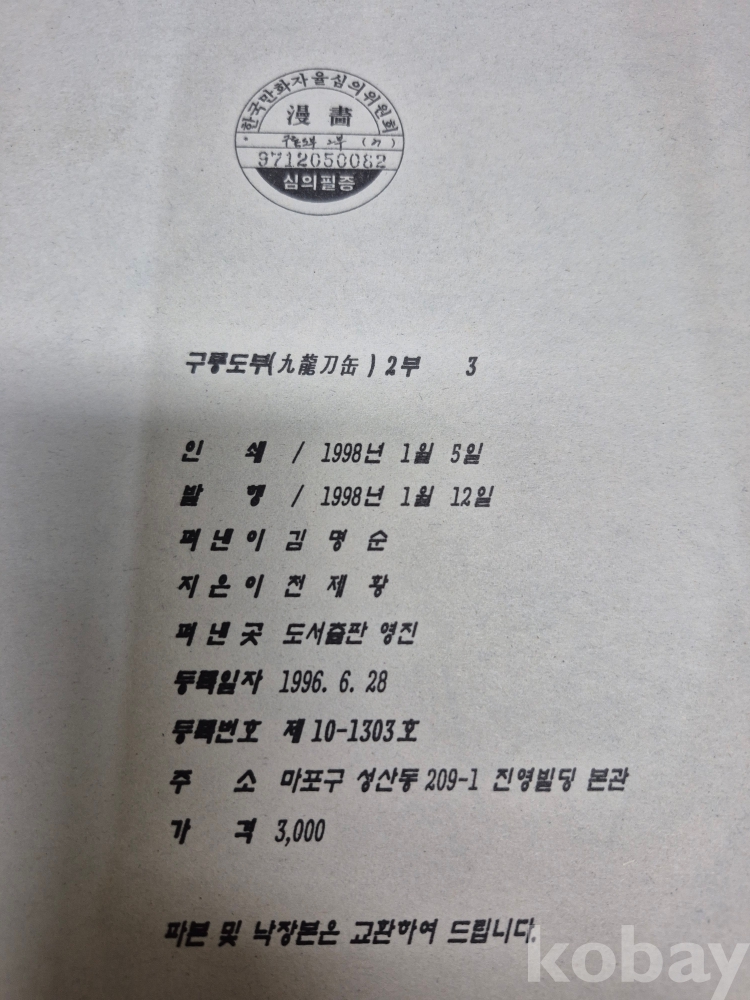 한국만화자율심의위원회
漫畵
2부
9712050082
심의필증
구룡도부(九龍刀缶) 2부 3
인 쇄 / 1998년 1월 5일
발 행 / 1998년 1월 12일
펴 낸 이 김 명 순
지 은 이 천 제 황
펴 낸 곳 도서출판 영진
등록일자 1996. 6. 28
등록번호 제 10-1303호
주 소 마포구 성산동 209-1 진영빌딩 본관
가 격 3,000
파본 및 낙장본은 교환하여 드립니다.
kobay